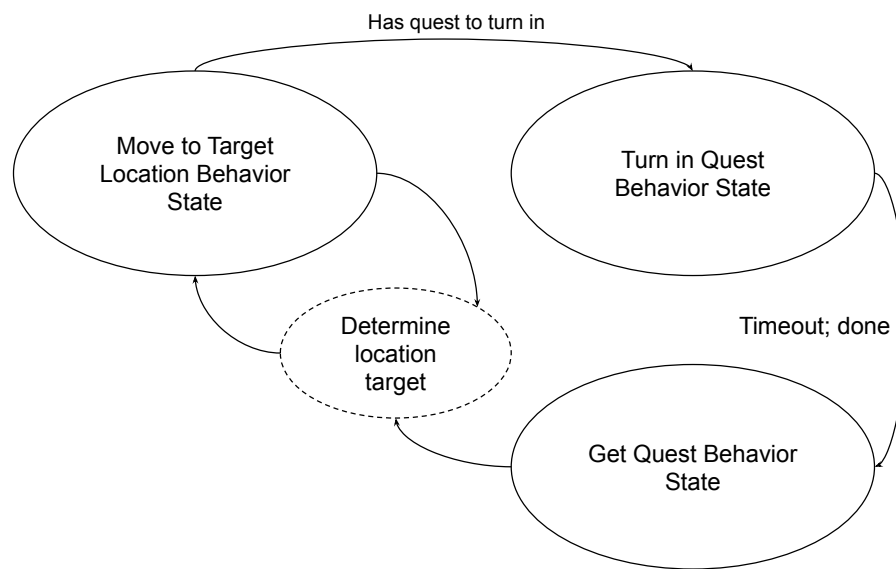 Has quest to turn in
Move to Target
Location Behavior
State
Turn in Quest
Behavior State
Determine
location
target
Timeout; done
Get Quest Behavior
State